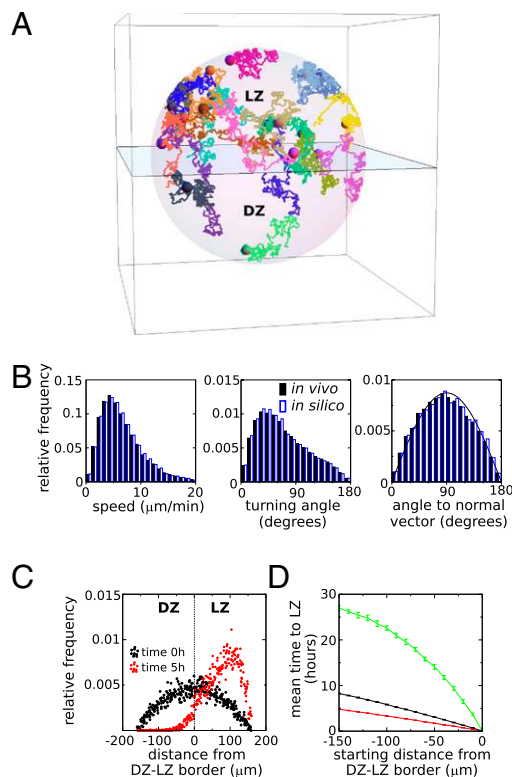 A
LZ
DZ
B
relative frequency
0.15
0.1
0.05
0
0 10 20
speed (μm/min)
0.015
0.01
0.005
0
90 180
turning angle
(degrees)
in vivo
in silico
0.01
0.005
0
0 90 180
angle to normal
vector (degrees)
C
relative frequency
0.015
0.01
0.005
DZ LZ
time 0h
time 5h
-200 -100 0 100 200
distance from
DZ-LZ border (μm)
D
mean time to LZ
(hours)
30
20
10
0
-150 -100 -50 0
starting distance from
DZ-LZ border (μm)